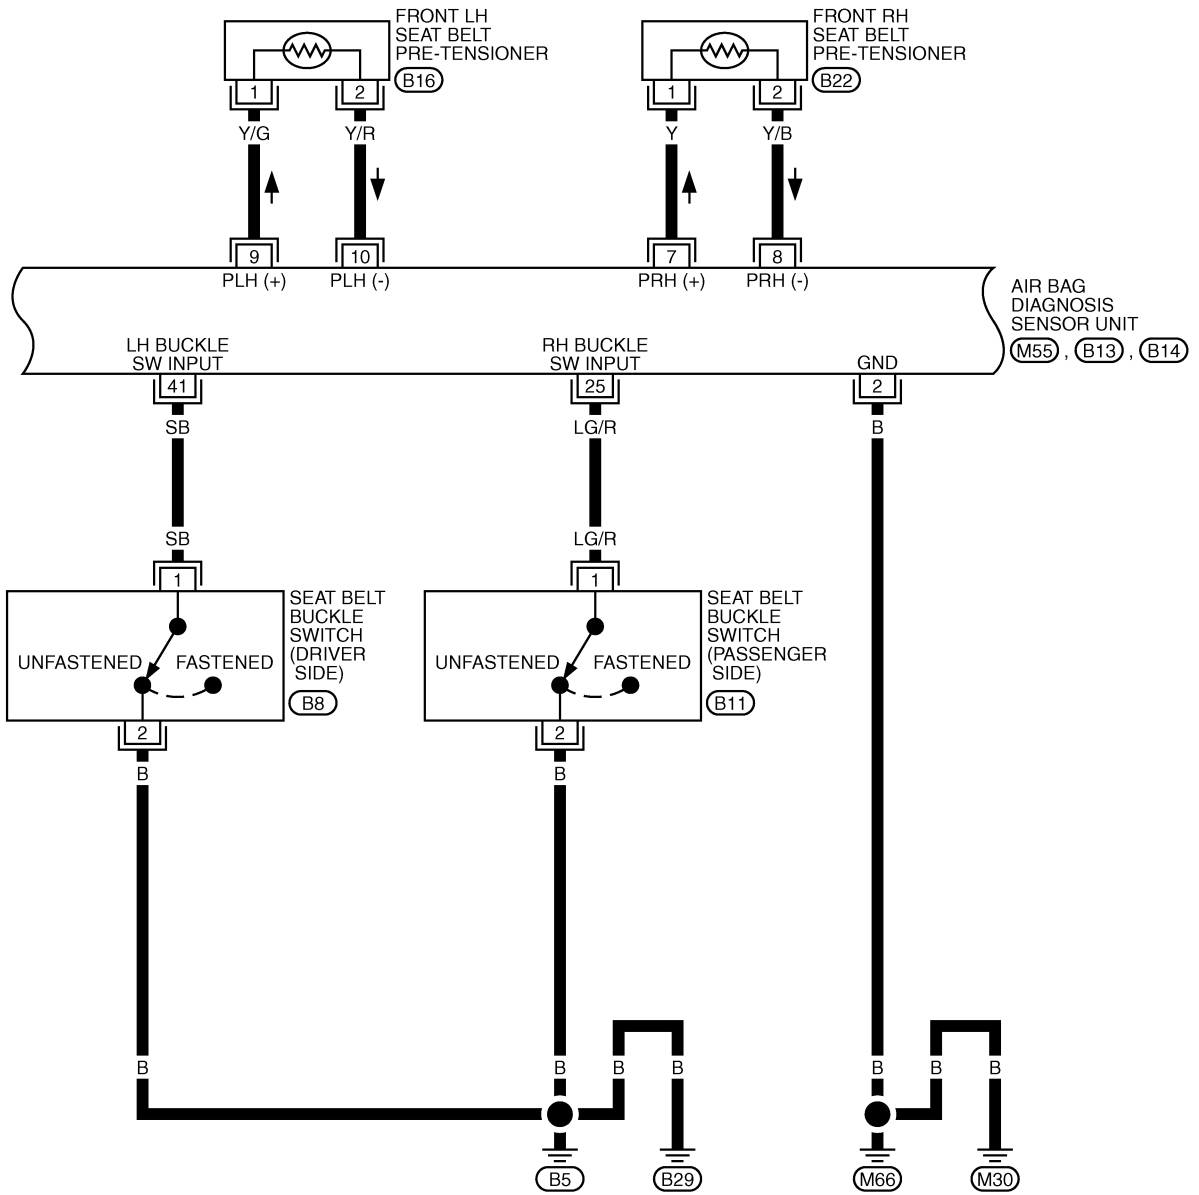 FRONT LH
SEAT BELT
PRE-TENSIONER
B16
1
2
Y/G
Y/R
9
10
PLH (+)
PLH (-)
FRONT RH
SEAT BELT
PRE-TENSIONER
B22
1
2
Y
Y/B
7
8
PRH (+)
PRH (-)
AIR BAG
DIAGNOSIS
SENSOR UNIT
M55 , B13 , B14
LH BUCKLE
SW INPUT
41
SB
SB
1
RH BUCKLE
SW INPUT
25
LG/R
LG/R
1
GND
2
B
UNFASTENED
FASTENED
SEAT BELT
BUCKLE
SWITCH
(DRIVER
SIDE)
B8
2
B
UNFASTENED
FASTENED
SEAT BELT
BUCKLE
SWITCH
(PASSENGER
SIDE)
B11
2
B
B
B
B
B
B
B
B
B5
B29
M66
M30